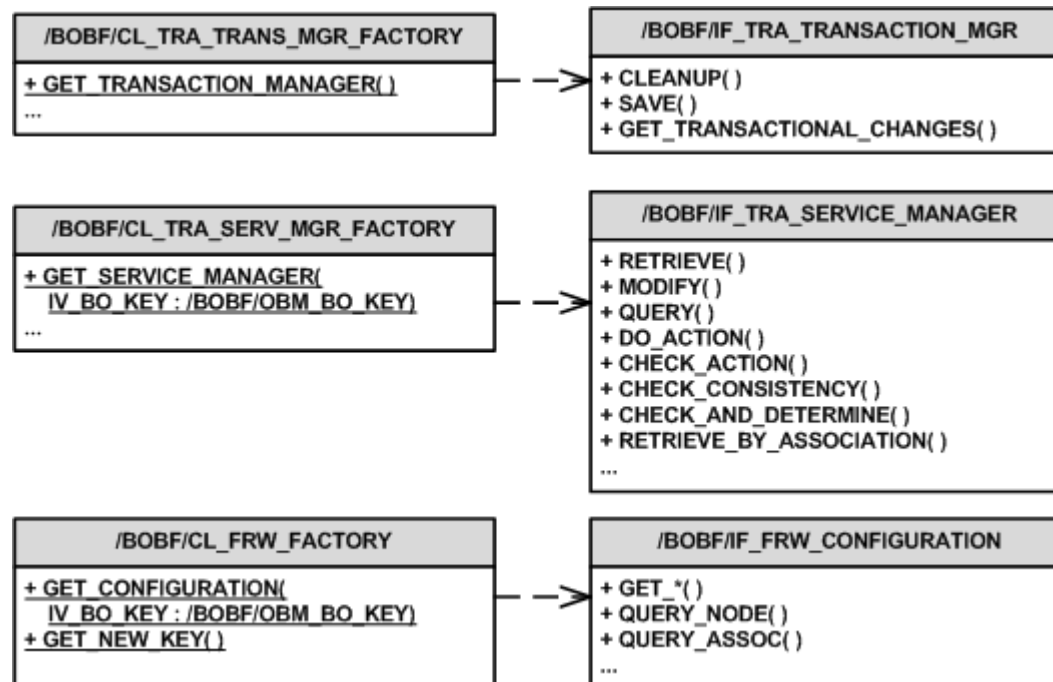 /BOBF/CL_TRA_TRANS_MGR_FACTORY
+ GET_TRANSACTION_MANAGER( )
...
/BOBF/IF_TRA_TRANSACTION_MGR
+ CLEANUP( )
+ SAVE( )
+ GET_TRANSACTIONAL_CHANGES( )
/BOBF/CL_TRA_SERV_MGR_FACTORY
+ GET_SERVICE_MANAGER(
IV_BO_KEY : /BOBF/OBM_BO_KEY)
...
/BOBF/IF_TRA_SERVICE_MANAGER
+ RETRIEVE( )
+ MODIFY( )
+ QUERY( )
+ DO_ACTION( )
+ CHECK_ACTION( )
+ CHECK_CONSISTENCY( )
+ CHECK_AND_DETERMINE( )
+ RETRIEVE_BY_ASSOCIATION( )
...
/BOBF/CL_FRW_FACTORY
+ GET_CONFIGURATION(
IV_BO_KEY : /BOBF/OBM_BO_KEY)
+ GET_NEW_KEY( )
/BOBF/IF_FRW_CONFIGURATION
+ GET_*( )
+ QUERY_NODE( )
+ QUERY_ASSOC( )
...